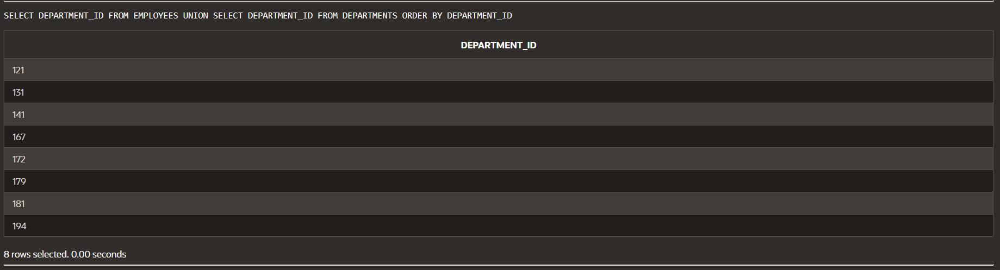 SELECT DEPARTMENT_ID FROM EMPLOYEES UNION SELECT DEPARTMENT_ID FROM DEPARTMENTS ORDER BY DEPARTMENT_ID
DEPARTMENT_ID
121
131
141
167
172
179
181
194
8 rows selected. 0.00 seconds